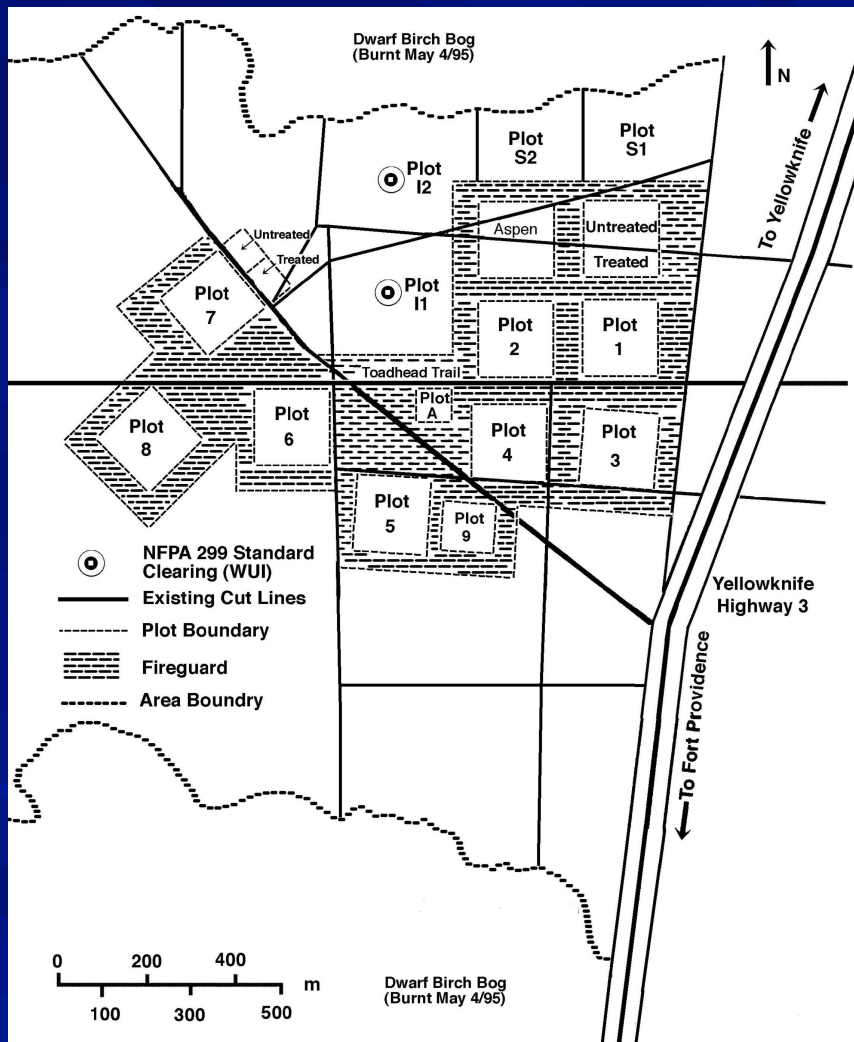 Dwarf Birch Bog
(Burnt May 4/95)
N
To Yellowknife
Plot
S2
Plot
S1
Plot
I2
Aspen
Untreated
Treated
Untreated
Treated
Plot
7
Plot
I1
Plot
2
Plot
1
Toadhead Trail
Plot
A
Plot
8
Plot
6
Plot
4
Plot
3
Plot
5
Plot
9
NFPA 299 Standard
Clearing (WUI)
Existing Cut Lines
Plot Boundary
Fireguard
Area Boundry
Yellowknife
Highway 3
To Fort Providence
0 200 400
m
100 300 500
Dwarf Birch Bog
(Burnt May 4/95)